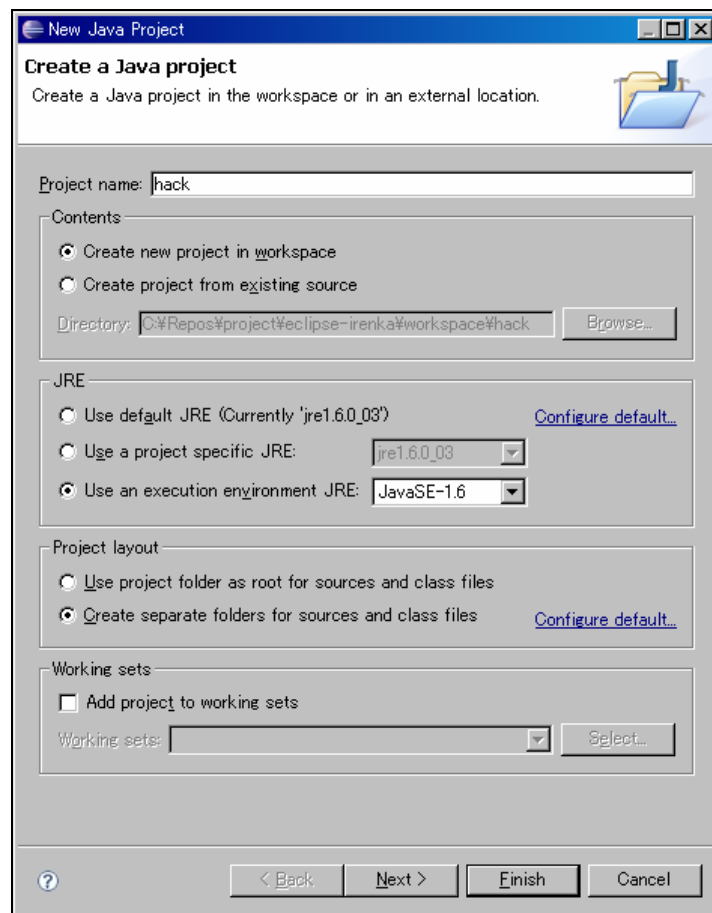 New Java Project
Create a Java project
Create a Java project in the workspace or in an external location.
Project name: hack
Contents
Create new project in workspace
Create project from existing source
Directory: C:¥Repos¥project¥eclipse-irenka¥workspace¥hack Browse...
JRE
Use default JRE (Currently 'jre1.6.0_03') Configure default...
Use a project specific JRE: jre1.6.0_03
Use an execution environment JRE: JavaSE-1.6
Project layout
Use project folder as root for sources and class files
Create separate folders for sources and class files Configure default...
Working sets
Add project to working sets
Working sets: Select...
? < Back Next > Finish Cancel